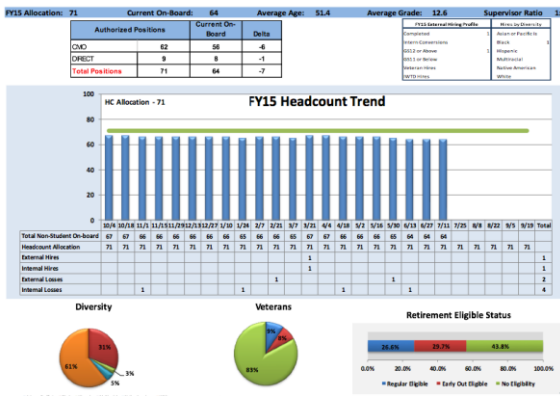 FY15 Allocation: 71 Current On-Board: 64 Average Age: 51.4 Average Grade: 12.6 Supervisor Ratio
Authorized Positions Current On-Board Delta
CMO 62 56 -6
DIRECT 9 8 -1
Total Positions 71 64 -7
FY15 External Hiring Profile Hires by Diversity
Completed 1 Asian or Pacific Is
Intern Conversions Black 1
GS12 or Above 1 Hispanic
GS11 or Below Multiracial
Veteran Hires Native American
IWTD Hires White
HC Allocation - 71
FY15 Headcount Trend
100
80
60
40
20
0
10/4 10/18 11/1 11/15 11/29 12/13 12/27 1/10 1/24 2/7 2/21 3/7 3/21 4/4 4/18 5/2 5/16 5/30 6/13 6/27 7/11 7/25 8/8 8/22 9/5 9/19 Total
Total Non-Student On-board 67 67 66 66 66 66 66 66 65 66 66 65 67 67 66 66 66 65 64 64 64
Headcount Allocation 71 71 71 71 71 71 71 71 71 71 71 71 71 71 71 71 71 71 71 71 71 71 71 71 71 71
External Hires 1 1
Internal Hires 1 1
External Losses 1 1 2
Internal Losses 1 1 1 1 4
Diversity
31%
3%
5%
61%
Veterans
9%
8%
83%
Retirement Eligible Status
26.6% 29.7% 43.8%
0.0% 20.0% 40.0% 60.0% 80.0% 100.0%
Regular Eligible Early Out Eligible No Eligibility